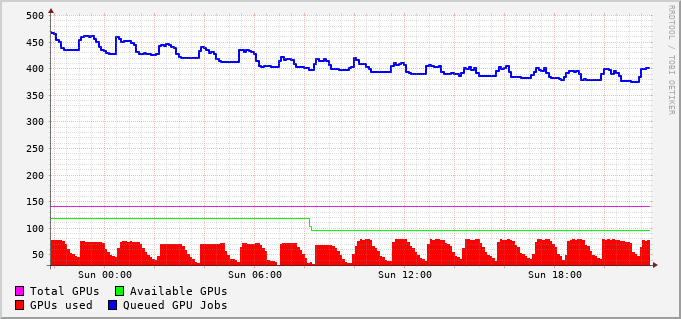 500
450
400
350
300
250
200
150
100
50
Sun 00:00 Sun 06:00 Sun 12:00 Sun 18:00
Total GPUs Available GPUs
GPUs used Queued GPU Jobs
RRDTOOL / TOBI OETIKER